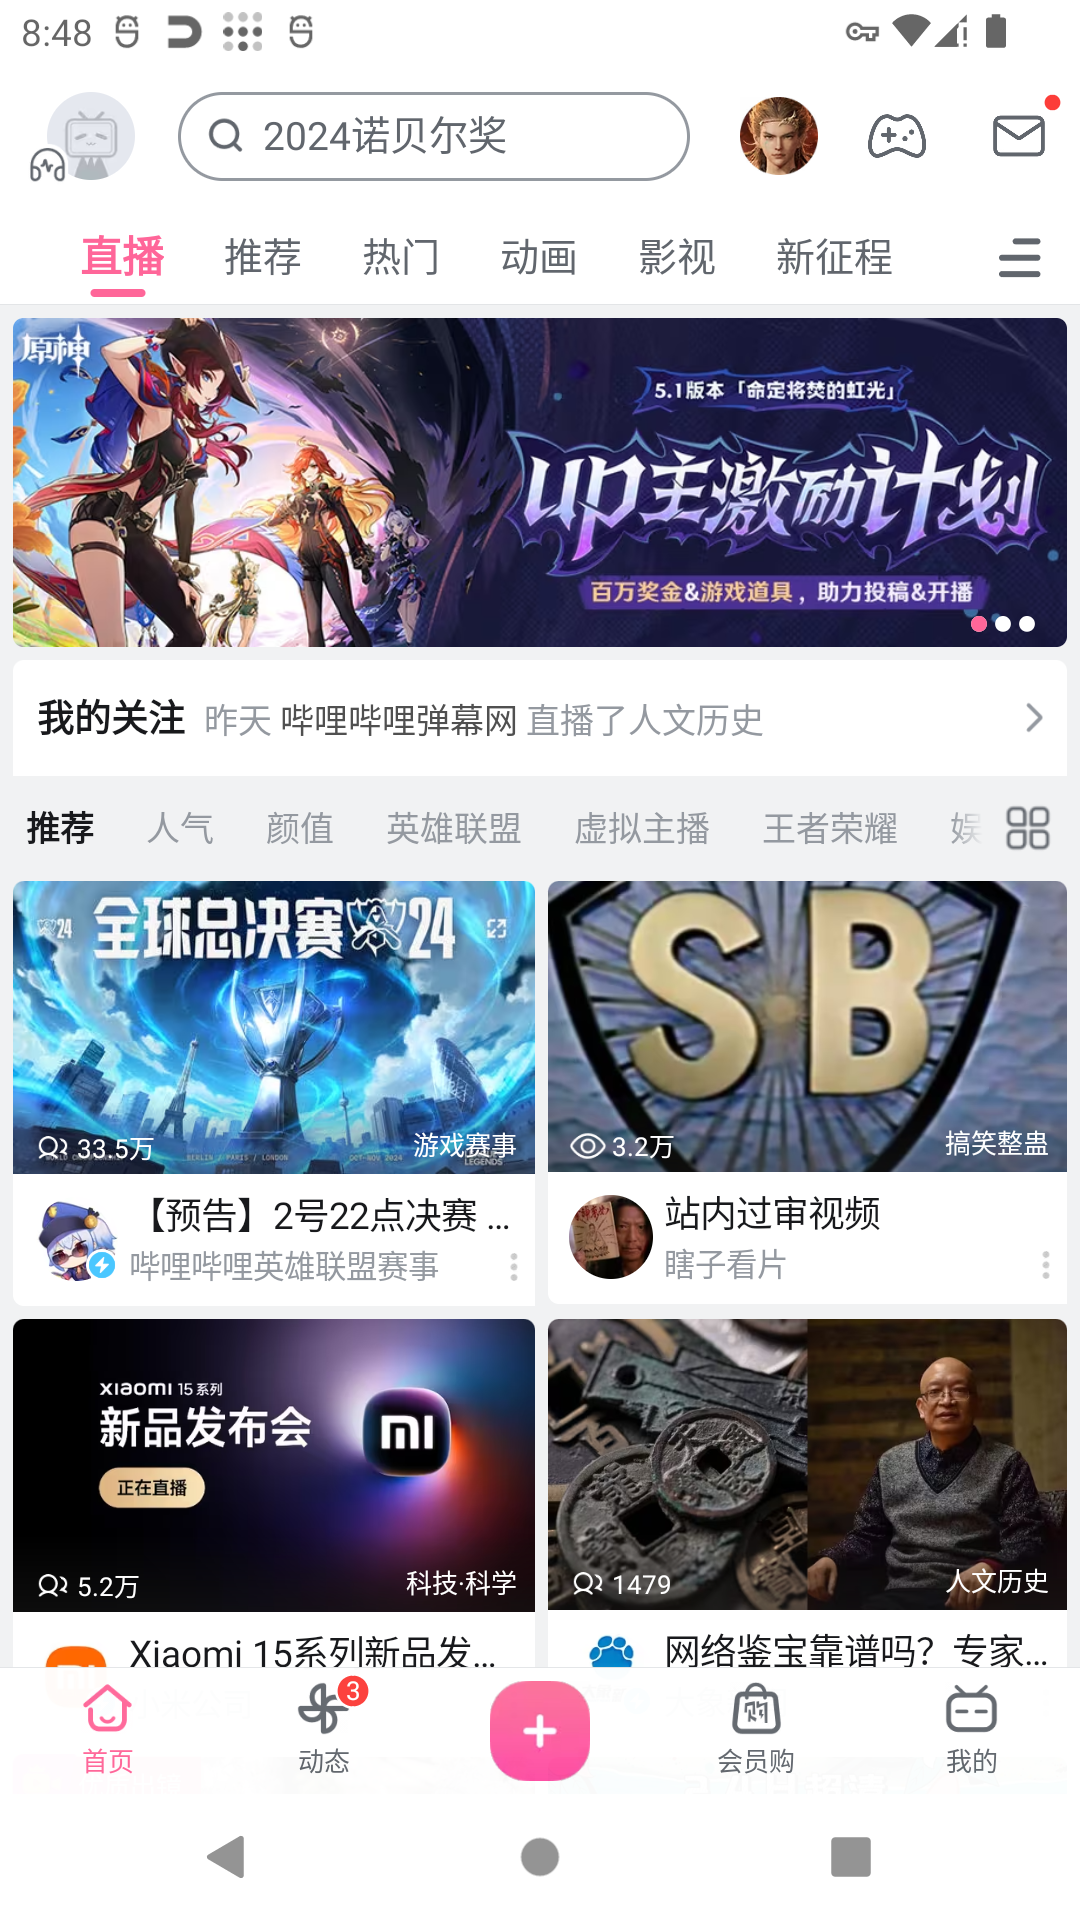 8:48
2024诺贝尔奖
直播 推荐 热门 动画 影视 新征程
原神
5.1版本「命定将焚的虹光」
up主激励计划
百万奖金&游戏道具，助力投稿&开播
我的关注 昨天 哔哩哔哩弹幕网 直播了人文历史
推荐 人气 颜值 英雄联盟 虚拟主播 王者荣耀 娱
24 全球总决赛 24
BERLIN / PARIS / LONDON
OCT-NOV 2024
LEGENDS
33.5万 游戏赛事
【预告】2号22点决赛 ...
哔哩哔哩英雄联盟赛事
SB
3.2万 搞笑整蛊
站内过审视频
瞎子看片
xiaomi 15系列
新品发布会
正在直播
5.2万 科技·科学
Xiaomi 15系列新品发...
1479 人文历史
网络鉴宝靠谱吗？专家...
首页
动态 3
会员购
我的